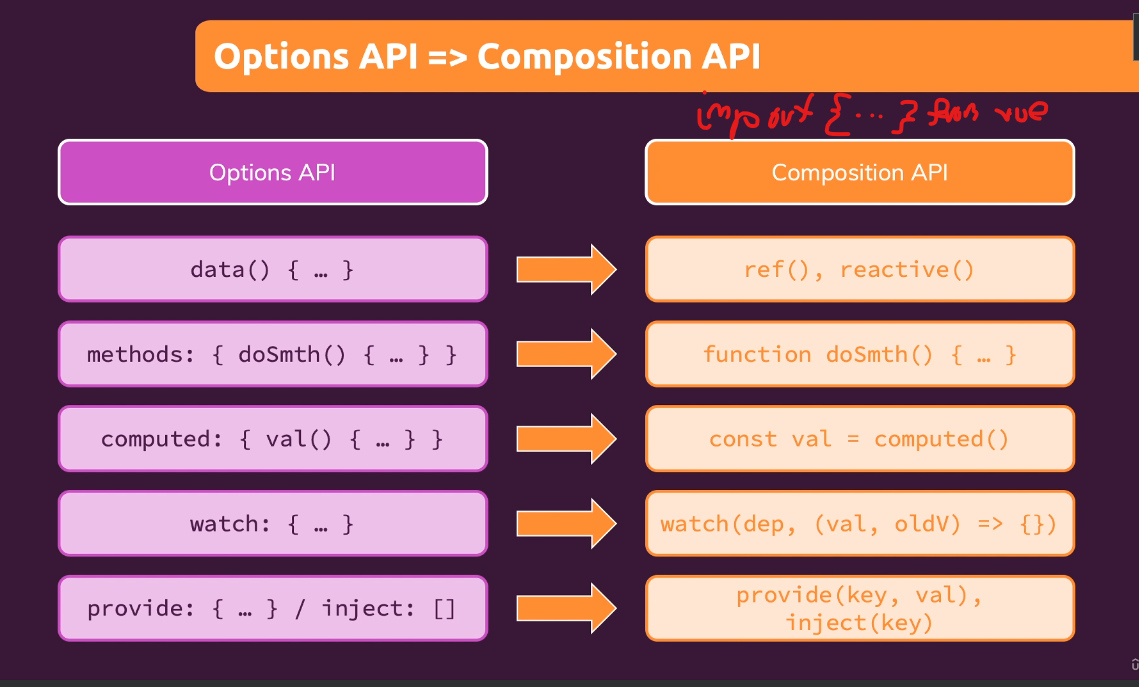 Options API => Composition API
import {...} from vue
Options API
Composition API
data() { … }
ref(), reactive()
methods: { doSmth() { … } }
function doSmth() { … }
computed: { val() { … } }
const val = computed()
watch: { … }
watch(dep, (val, oldV) => {})
provide: { … } / inject: []
provide(key, val),
inject(key)